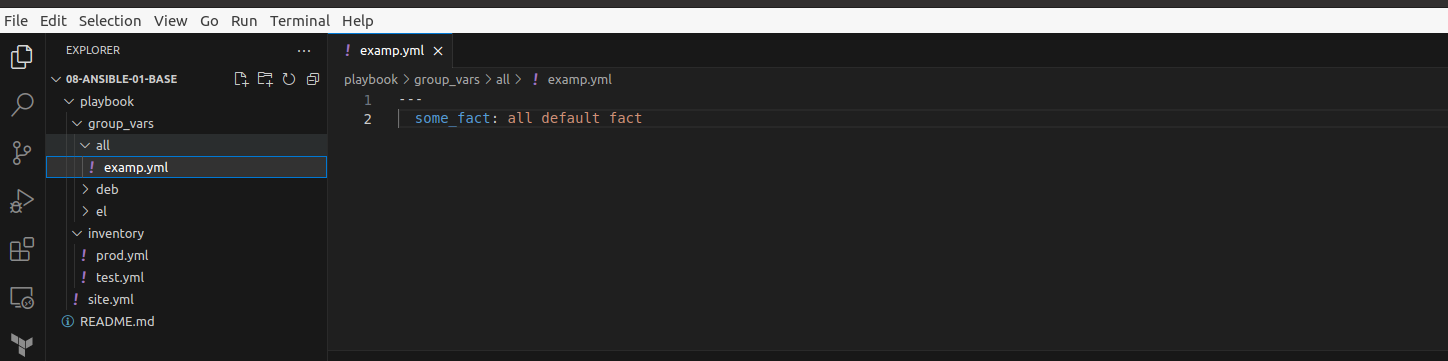 File Edit Selection View Go Run Terminal Help
EXPLORER ...
08-ANSIBLE-01-BASE
playbook
group_vars
all
! examp.yml
deb
el
inventory
! prod.yml
! test.yml
! site.yml
README.md
! examp.yml
playbook > group_vars > all > ! examp.yml
1 ---
2 some_fact: all default fact